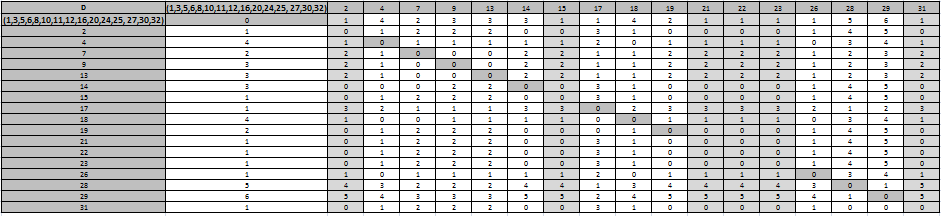 D (1,3,5,6,8,10,11,12,16,20,24,25, 27,30,32) 2 4 7 9 13 14 15 17 18 19 21 22 23 26 28 29 31
(1,3,5,6,8,10,11,12,16,20,24,25, 27,30,32) 0 1 4 2 3 3 3 1 1 4 2 1 1 1 1 5 6 1
2 1 0 1 2 2 2 0 0 3 1 0 0 0 0 1 4 5 0
4 4 1 0 1 1 1 1 1 2 0 1 1 1 1 0 3 4 1
7 2 2 1 0 0 0 2 2 1 1 2 2 2 2 1 2 3 2
9 3 2 1 0 0 0 2 2 1 1 2 2 2 2 1 2 3 2
13 3 2 1 0 0 0 2 2 1 1 2 2 2 2 1 2 3 2
14 3 0 0 0 2 2 0 0 3 1 0 0 0 0 1 4 5 0
15 1 0 1 2 2 2 0 0 3 1 0 0 0 0 1 4 5 0
17 1 3 2 1 1 1 3 3 0 2 3 3 3 3 2 1 2 3
18 4 1 0 0 1 1 1 1 0 0 1 1 1 1 0 3 4 1
19 2 0 1 2 2 2 0 0 3 1 0 0 0 0 1 4 5 0
21 1 0 1 2 2 2 0 0 3 1 0 0 0 0 1 4 5 0
22 1 0 1 2 2 2 0 0 3 1 0 0 0 0 1 4 5 0
23 1 0 1 2 2 2 0 0 3 1 0 0 0 0 1 4 5 0
26 1 1 0 1 1 1 1 1 2 0 1 1 1 1 0 3 4 1
28 5 4 3 2 2 2 4 4 1 3 4 4 4 4 3 0 1 5
29 6 5 4 3 3 3 5 5 2 4 5 5 5 5 4 1 0 5
31 1 0 1 2 2 2 0 0 3 1 0 0 0 0 1 0 0 0